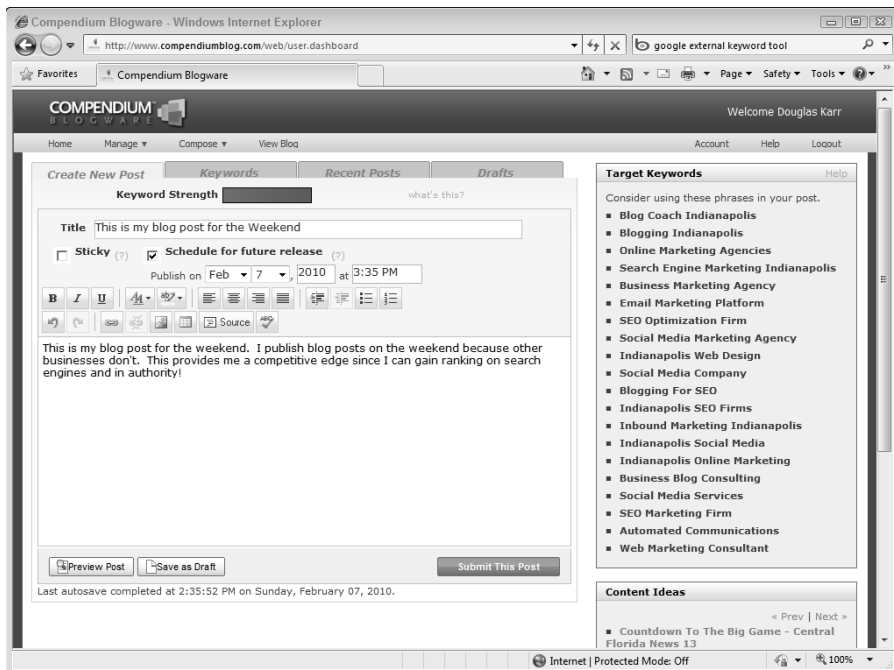 Compendium Blogware - Windows Internet Explorer
http://www.compendiumblog.com/web/user.dashboard
google external keyword tool
Favorites
Compendium Blogware
Page
Safety
Tools
COMPENDIUM
BLOGWARE
Welcome Douglas Karr
Home Manage Compose View Blog
Account Help Logout
Create New Post Keywords Recent Posts Drafts
Keyword Strength what's this?
Title This is my blog post for the Weekend
Sticky (?) Schedule for future release (?)
Publish on Feb 7 , 2010 at 3:35 PM
B I U
Source
This is my blog post for the weekend. I publish blog posts on the weekend because other
businesses don't. This provides me a competitive edge since I can gain ranking on search
engines and in authority!
Preview Post Save as Draft Submit This Post
Last autosave completed at 2:35:52 PM on Sunday, February 07, 2010.
Target Keywords Help
Consider using these phrases in your post.
Blog Coach Indianapolis
Blogging Indianapolis
Online Marketing Agencies
Search Engine Marketing Indianapolis
Business Marketing Agency
Email Marketing Platform
SEO Optimization Firm
Social Media Marketing Agency
Indianapolis Web Design
Social Media Company
Blogging For SEO
Indianapolis SEO Firms
Inbound Marketing Indianapolis
Indianapolis Social Media
Indianapolis Online Marketing
Business Blog Consulting
Social Media Services
SEO Marketing Firm
Automated Communications
Web Marketing Consultant
Content Ideas
« Prev | Next »
Countdown To The Big Game - Central
Florida News 13
Internet | Protected Mode: Off
100%